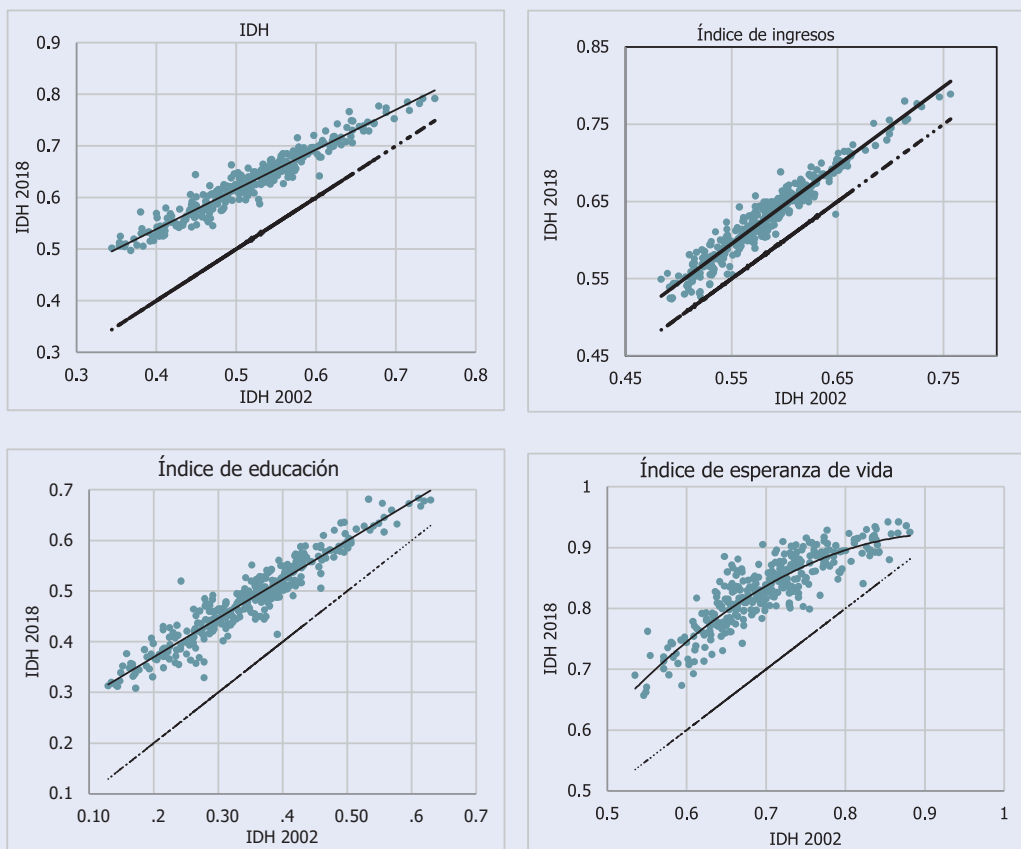 IDH
0.9
0.8
0.7
0.6
0.5
0.4
0.3
IDH 2018
0.3 0.4 0.5 0.6 0.7 0.8
IDH 2002
Índice de ingresos
0.85
0.75
0.65
0.55
0.45
IDH 2018
0.45 0.55 0.65 0.75
IDH 2002
Índice de educación
0.7
0.6
0.5
0.4
0.3
0.2
0.1
IDH 2018
0.10 .20 0.30 .40 0.50 .60 0.7
IDH 2002
Índice de esperanza de vida
1
0.9
0.8
0.7
0.6
0.5
IDH 2018
0.5 0.6 0.7 0.8 0.9 1
IDH 2002